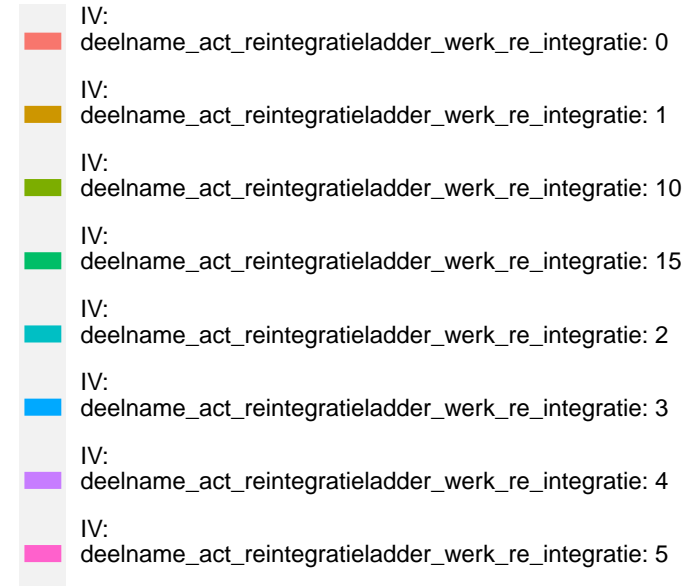 IV:
deelname_act_reintegratieladder_werk_re_integratie: 0
IV:
deelname_act_reintegratieladder_werk_re_integratie: 1
IV:
deelname_act_reintegratieladder_werk_re_integratie: 10
IV:
deelname_act_reintegratieladder_werk_re_integratie: 15
IV:
deelname_act_reintegratieladder_werk_re_integratie: 2
IV:
deelname_act_reintegratieladder_werk_re_integratie: 3
IV:
deelname_act_reintegratieladder_werk_re_integratie: 4
IV:
deelname_act_reintegratieladder_werk_re_integratie: 5